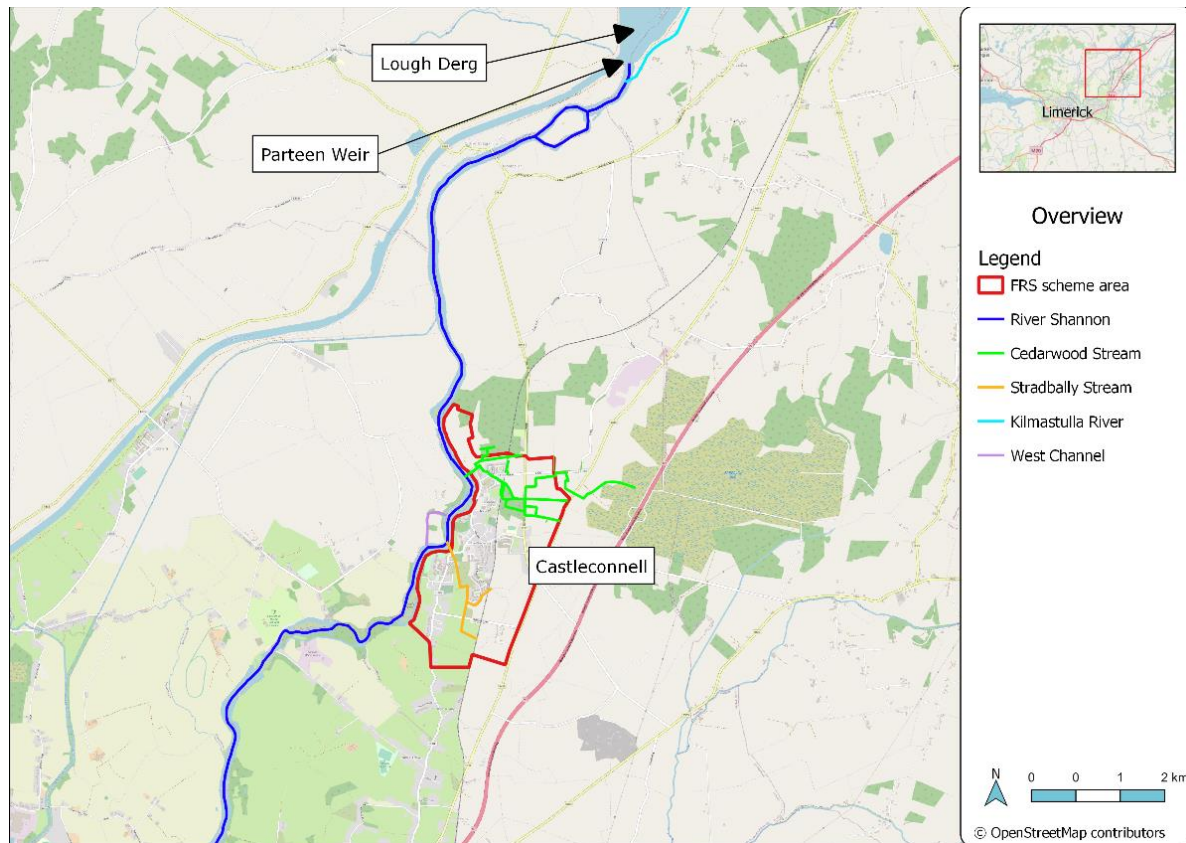 Lough Derg
Parteen Weir
Castleconnell
Limerick
M20
Overview
Legend
FRS scheme area
River Shannon
Cedarwood Stream
Stradbally Stream
Kilmastulla River
West Channel
N
0 0 1 2 km
© OpenStreetMap contributors